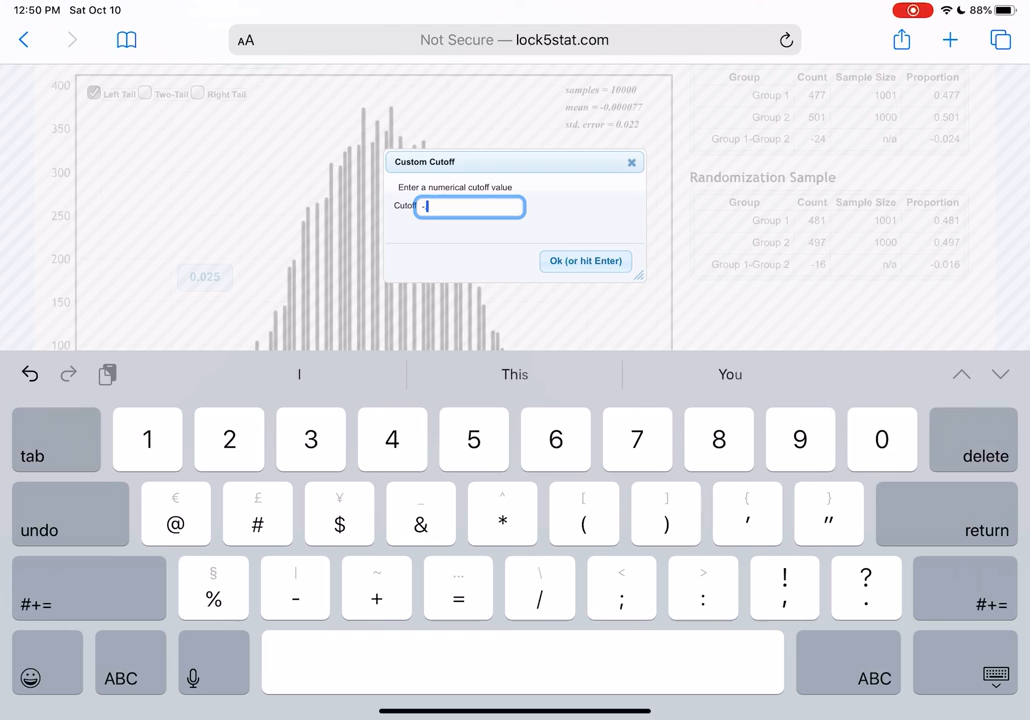 12:50 PM Sat Oct 10
88%
AA
Not Secure — lock5stat.com
400
350
300
250
200
150
100
Left Tail Two-Tail Right Tail
samples = 10000
mean = -0.000077
std. error = 0.022
0.025
Custom Cutoff
Enter a numerical cutoff value
Cutoff -
Ok (or hit Enter)
Group Count Sample Size Proportion
Group 1 477 1001 0.477
Group 2 501 1000 0.501
Group 1-Group 2 -24 n/a -0.024
Randomization Sample
Group Count Sample Size Proportion
Group 1 481 1001 0.481
Group 2 497 1000 0.497
Group 1-Group 2 -16 n/a -0.016
I This You
tab 1 2 3 4 5 6 7 8 9 0 delete
€ £ ¥ _ ^ [ ] { }
undo @ # $ & * ( ) ' " return
§ | ~ … \ < > ! ?
#+= % - + = / ; : , . #+=
ABC ABC